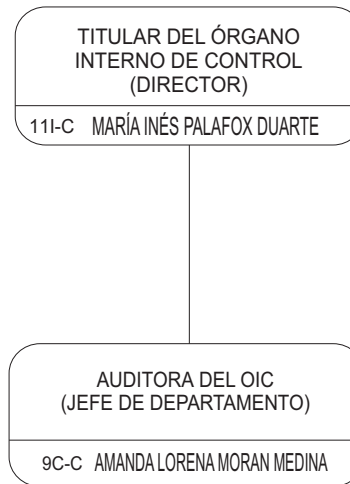 TITULAR DEL ÓRGANO
INTERNO DE CONTROL
(DIRECTOR)
11I-C MARÍA INÉS PALAFOX DUARTE
AUDITORA DEL OIC
(JEFE DE DEPARTAMENTO)
9C-C AMANDA LORENA MORAN MEDINA